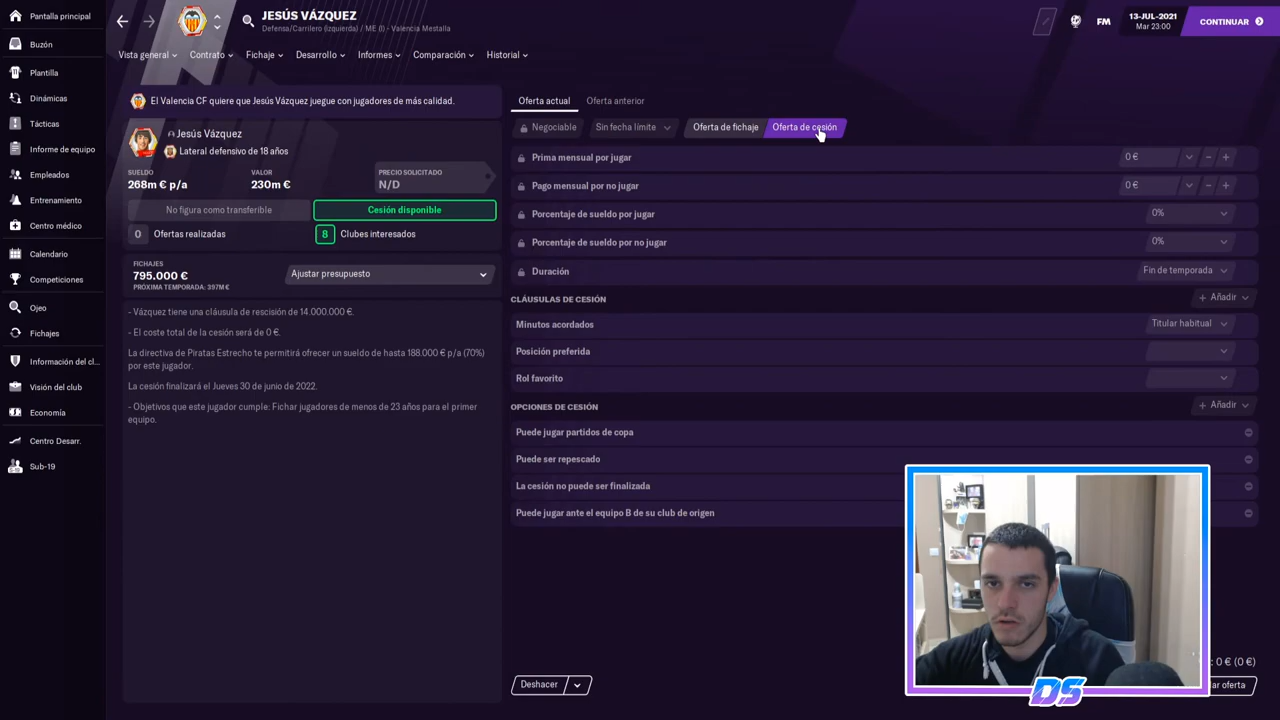 Pantalla principal
Buzón
Plantilla
Dinámicas
Tácticas
Informe de equipo
Empleados
Entrenamiento
Centro médico
Calendario
Competiciones
Ojeo
Fichajes
Información del cl...
Visión del club
Economía
Centro Desarr.
Sub-19
JESÚS VÁZQUEZ
Defensa/Carrilero (izquierda) / ME (I) - Valencia Mestalla
FM
13-JUL-2021
Mar 23:00
CONTINUAR
Vista general
Contrato
Fichaje
Desarrollo
Informes
Comparación
Historial
El Valencia CF quiere que Jesús Vázquez juegue con jugadores de más calidad.
Jesús Vázquez
Lateral defensivo de 18 años
SUELDO
268m € p/a
VALOR
230m €
PRECIO SOLICITADO
N/D
No figura como transferible
Cesión disponible
0 Ofertas realizadas
8 Clubes interesados
FICHAJES
795.000 €
PRÓXIMA TEMPORADA: 397M €
Ajustar presupuesto
- Vázquez tiene una cláusula de rescisión de 14.000.000 €.
- El coste total de la cesión será de 0 €.
La directiva de Piratas Estrecho te permitirá ofrecer un sueldo de hasta 188.000 € p/a (70%)
por este jugador.
La cesión finalizará el Jueves 30 de junio de 2022.
- Objetivos que este jugador cumple: Fichar jugadores de menos de 23 años para el primer
equipo.
Oferta actual
Oferta anterior
Negociable
Sin fecha límite
Oferta de fichaje
Oferta de cesión
Prima mensual por jugar 0 €
Pago mensual por no jugar 0 €
Porcentaje de sueldo por jugar 0%
Porcentaje de sueldo por no jugar 0%
Duración Fin de temporada
CLÁUSULAS DE CESIÓN + Añadir
Minutos acordados Titular habitual
Posición preferida
Rol favorito
OPCIONES DE CESIÓN + Añadir
Puede jugar partidos de copa
Puede ser repescado
La cesión no puede ser finalizada
Puede jugar ante el equipo B de su club de origen
: 0 € (0 €)
Deshacer
ar oferta
DS